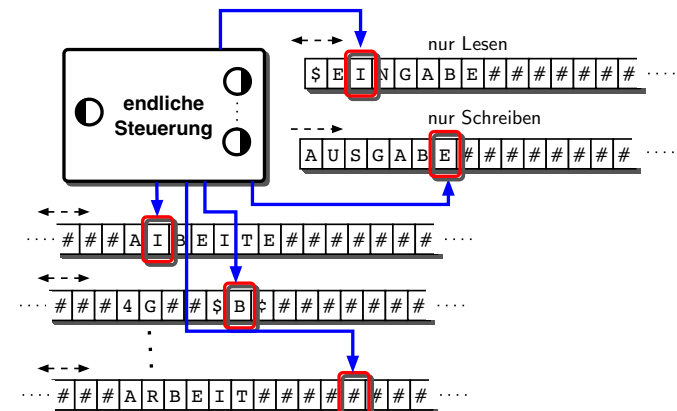 nur Lesen
$EINGABE#######
endliche
Steuerung
nur Schreiben
AUSGABE########
###AIBEITE#######
###4G##$B¢#######
###ARBEIT#########